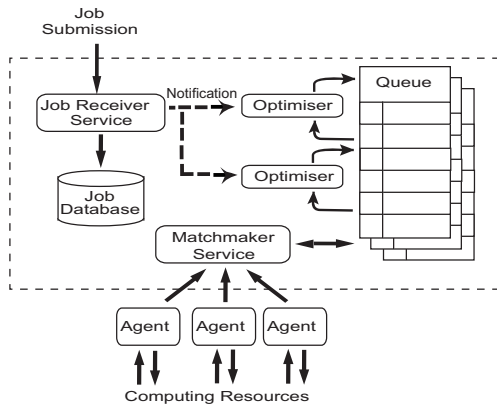 Job
Submission
Notification
Job Receiver
Service
Optimiser
Queue
Optimiser
Job
Database
Matchmaker
Service
Agent
Agent
Agent
Computing Resources